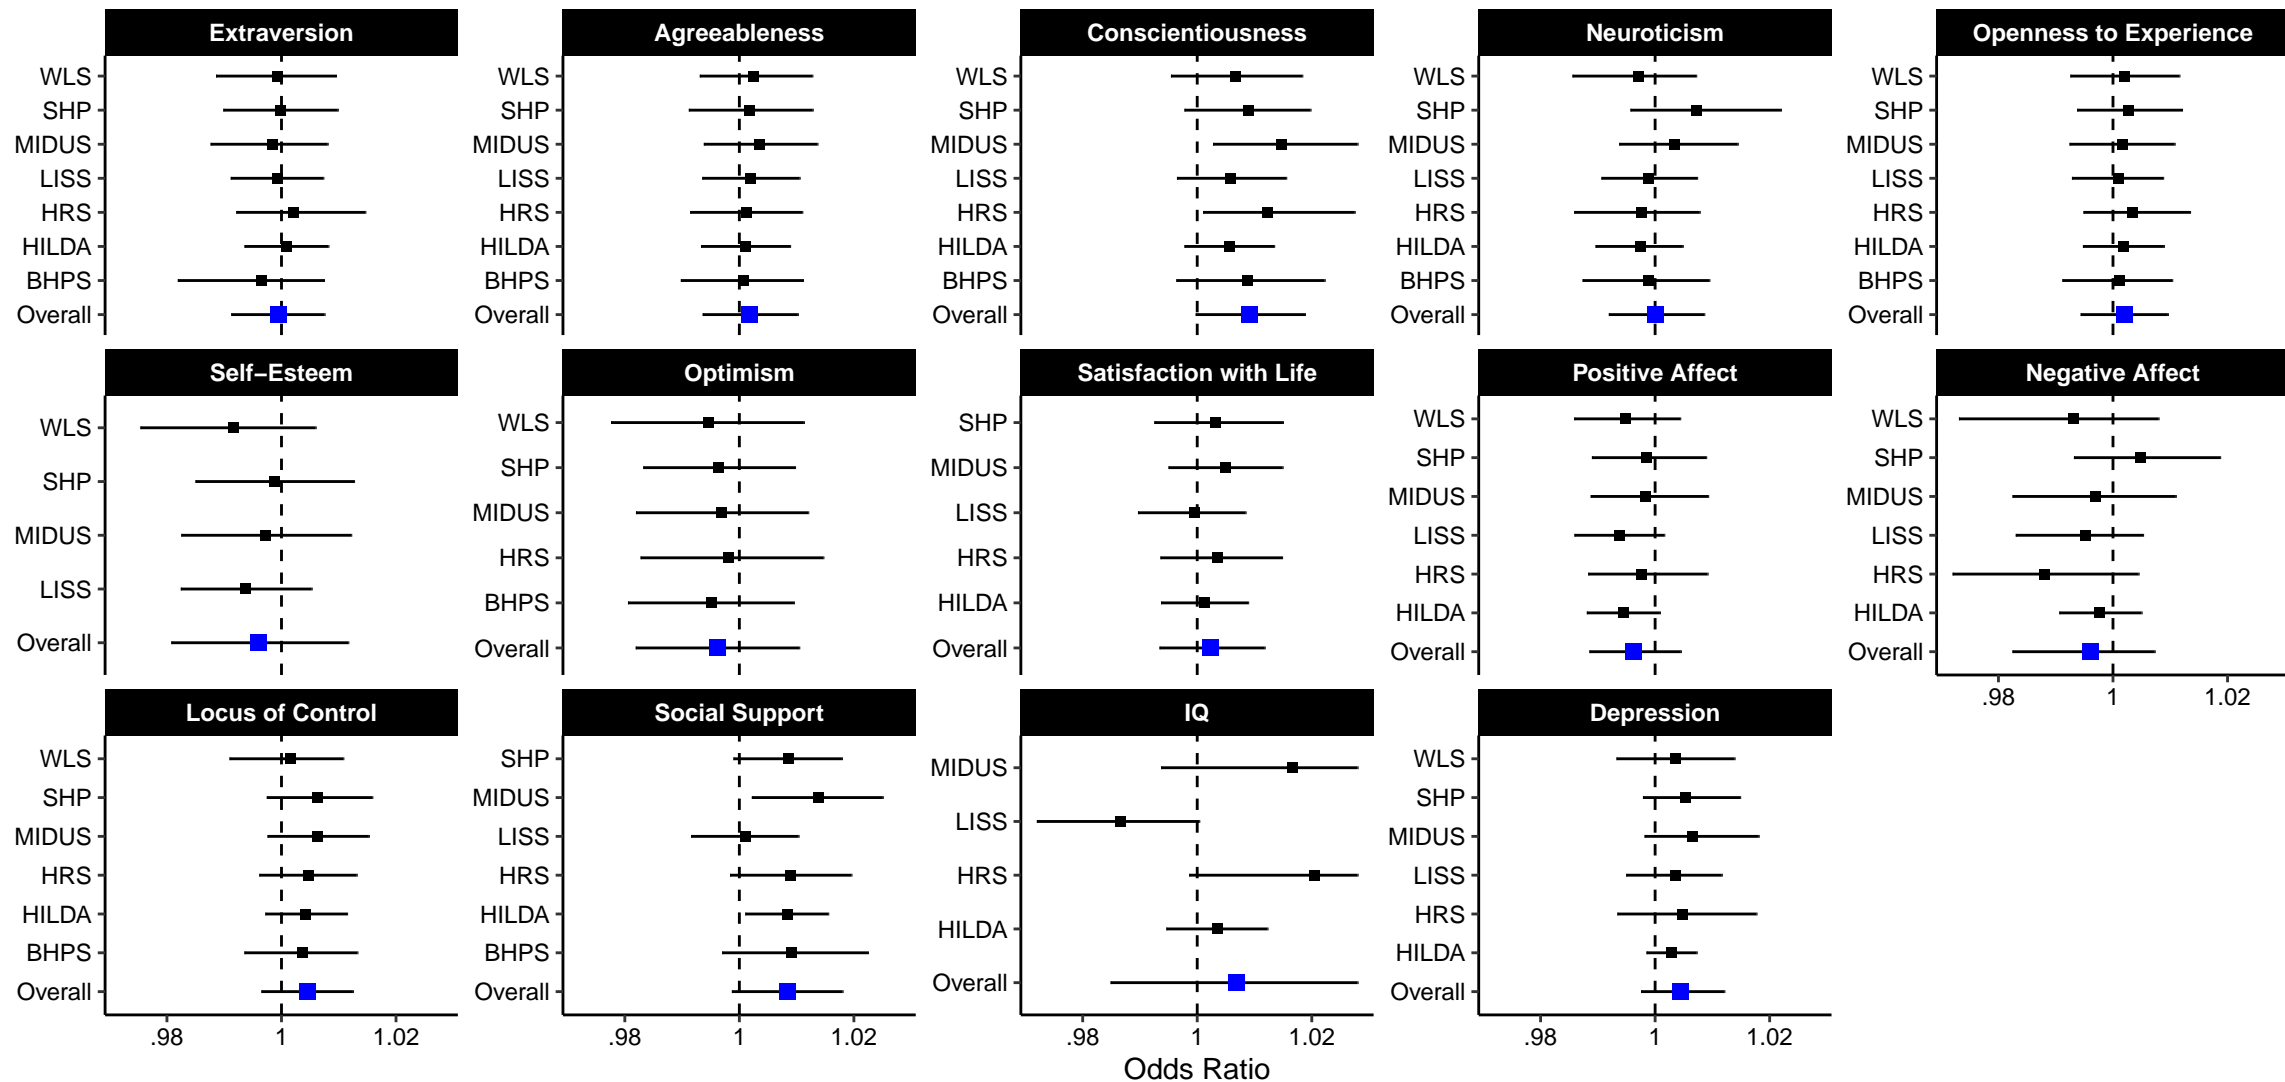 Extraversion
WLS
SHP
MIDUS
LISS
HRS
HILDA
BHPS
Overall
Agreeableness
WLS
SHP
MIDUS
LISS
HRS
HILDA
BHPS
Overall
Conscientiousness
WLS
SHP
MIDUS
LISS
HRS
HILDA
BHPS
Overall
Neuroticism
WLS
SHP
MIDUS
LISS
HRS
HILDA
BHPS
Overall
Openness to Experience
WLS
SHP
MIDUS
LISS
HRS
HILDA
BHPS
Overall
Self−Esteem
WLS
SHP
MIDUS
LISS
Overall
Optimism
WLS
SHP
MIDUS
HRS
BHPS
Overall
Satisfaction with Life
SHP
MIDUS
LISS
HRS
HILDA
Overall
Positive Affect
WLS
SHP
MIDUS
LISS
HRS
HILDA
Overall
Negative Affect
WLS
SHP
MIDUS
LISS
HRS
HILDA
Overall
.98 1 1.02
Locus of Control
WLS
SHP
MIDUS
HRS
HILDA
BHPS
Overall
.98 1 1.02
Social Support
SHP
MIDUS
LISS
HRS
HILDA
BHPS
Overall
.98 1 1.02
IQ
MIDUS
LISS
HRS
HILDA
Overall
.98 1 1.02
Depression
WLS
SHP
MIDUS
LISS
HRS
HILDA
Overall
.98 1 1.02
Odds Ratio